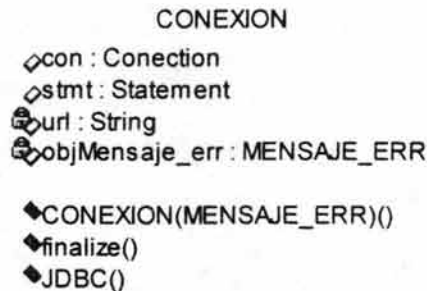 CONEXION
con : Conection
stmt : Statement
url : String
objMensaje_err : MENSAJE_ERR
CONEXION(MENSAJE_ERR)()
finalize()
JDBC()